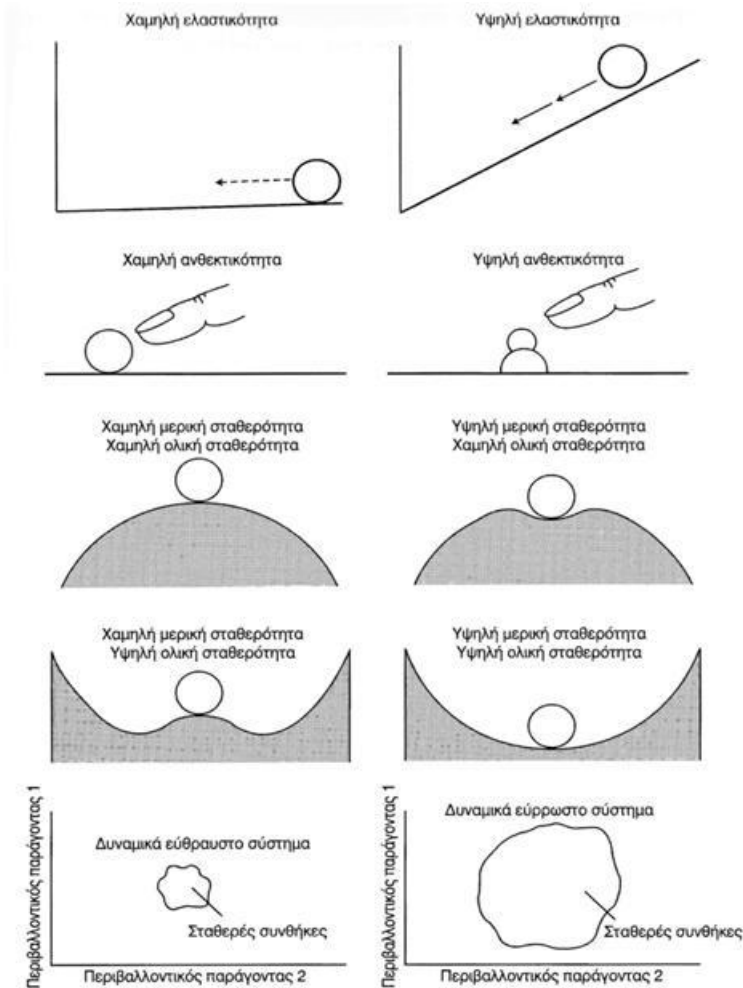 Χαμηλή ελαστικότητα
Υψηλή ελαστικότητα
Χαμηλή ανθεκτικότητα
Υψηλή ανθεκτικότητα
Χαμηλή μερική σταθερότητα
Χαμηλή ολική σταθερότητα
Υψηλή μερική σταθερότητα
Χαμηλή ολική σταθερότητα
Χαμηλή μερική σταθερότητα
Υψηλή ολική σταθερότητα
Υψηλή μερική σταθερότητα
Υψηλή ολική σταθερότητα
Περιβαλλοντικός παράγοντας 1
Δυναμικά εύθραυστο σύστημα
Σταθερές συνθήκες
Περιβαλλοντικός παράγοντας 2
Περιβαλλοντικός παράγοντας 1
Δυναμικά εύρρωστο σύστημα
Σταθερές συνθήκες
Περιβαλλοντικός παράγοντας 2